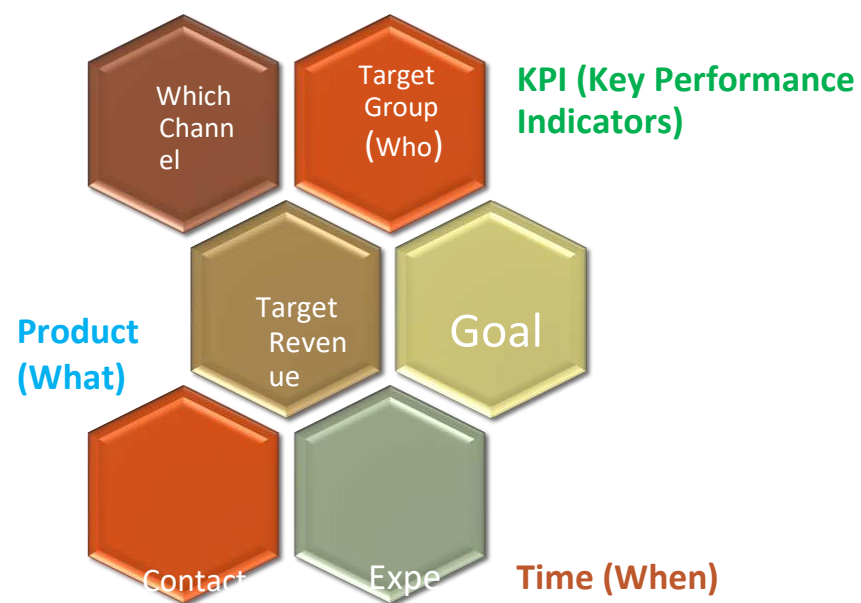 Which
Chann
el
Target
Group
(Who)
KPI (Key Performance
Indicators)
Product
(What)
Target
Reven
ue
Goal
Contact
Expe
Time (When)